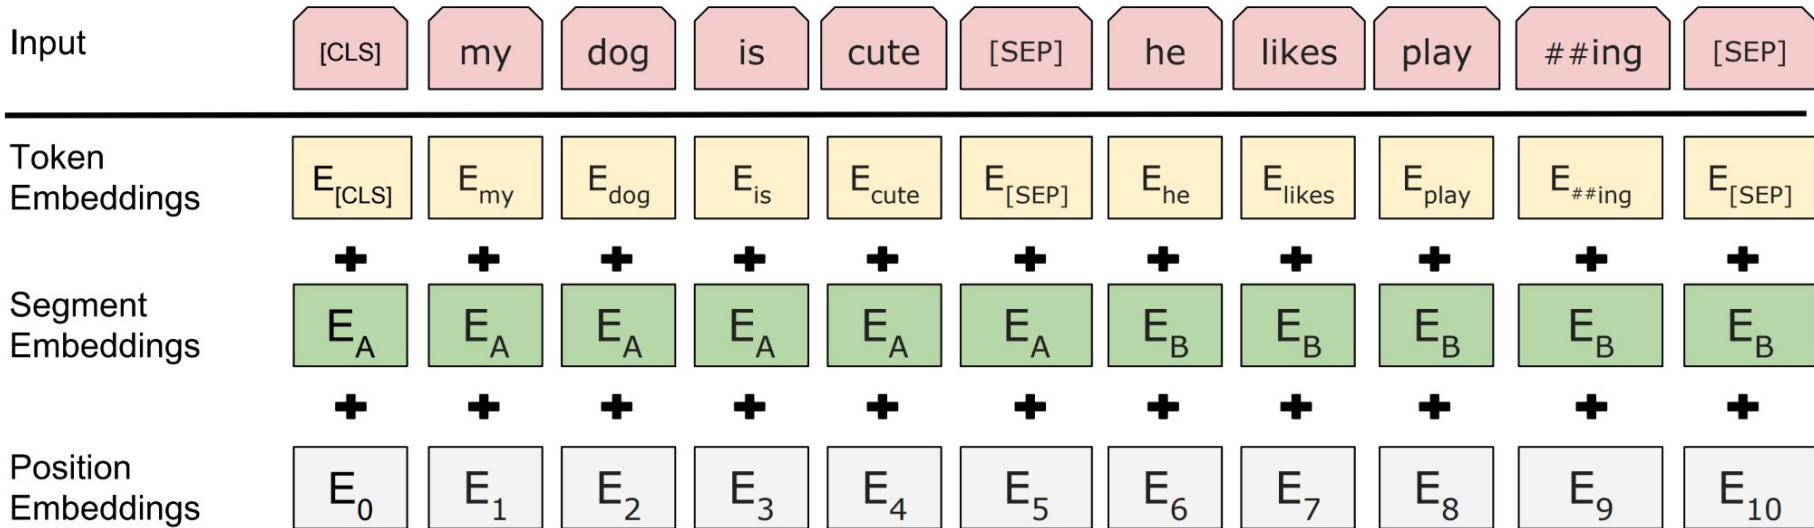 Input [CLS] my dog is cute [SEP] he likes play ##ing [SEP]
Token Embeddings E[CLS] Emy Edog Eis Ecute E[SEP] Ehe Elikes Eplay E##ing E[SEP]
+ + + + + + + + + + +
Segment Embeddings EA EA EA EA EA EA EB EB EB EB EB
+ + + + + + + + + + +
Position Embeddings E0 E1 E2 E3 E4 E5 E6 E7 E8 E9 E10